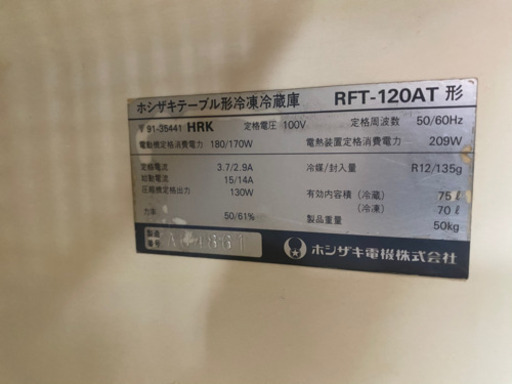 ホシザキテーブル形冷凍冷蔵庫 RFT-120AT 形
91-35441 HRK 定格電圧 100V 定格周波数 50/60Hz
電動機定格消費電力 180/170W 電熱装置定格消費電力 209W
定格電流 3.7/2.9A 冷媒/封入量 R12/135g
始動電流 15/14A
圧縮機定格出力 130W 有効内容積(冷蔵) 75ℓ
(冷凍) 70ℓ
力率 50/61% 製品重量 50kg
製造番号
ホシザキ電機株式会社